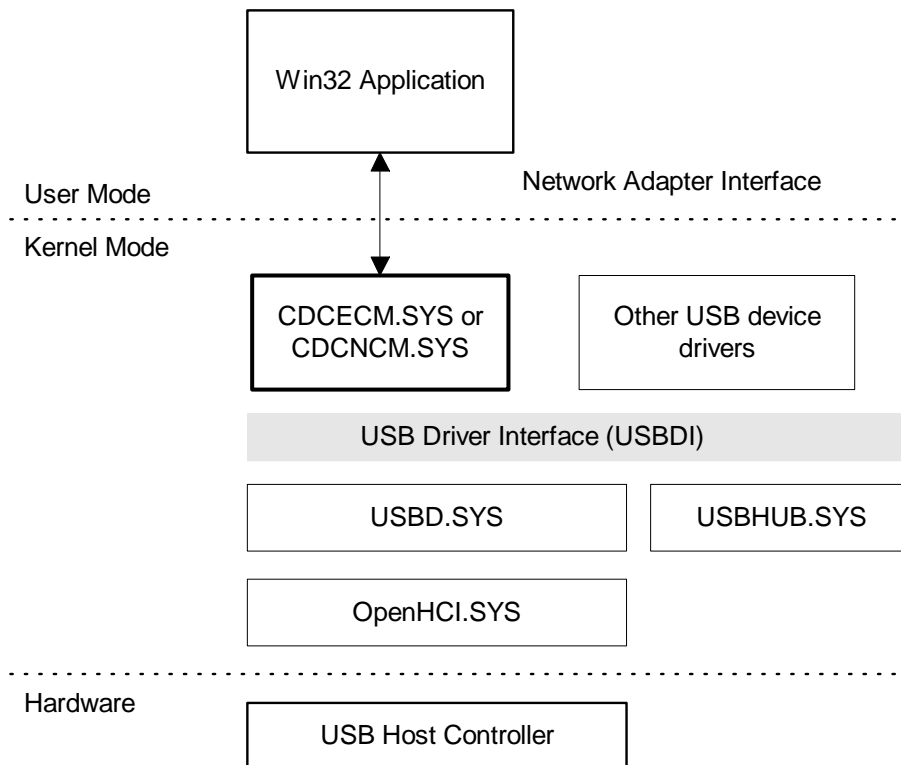 Win32 Application
Network Adapter Interface
User Mode
Kernel Mode
CDCECM.SYS or
CDCNCM.SYS
Other USB device
drivers
USB Driver Interface (USBDI)
USBD.SYS
USBHUB.SYS
OpenHCI.SYS
Hardware
USB Host Controller